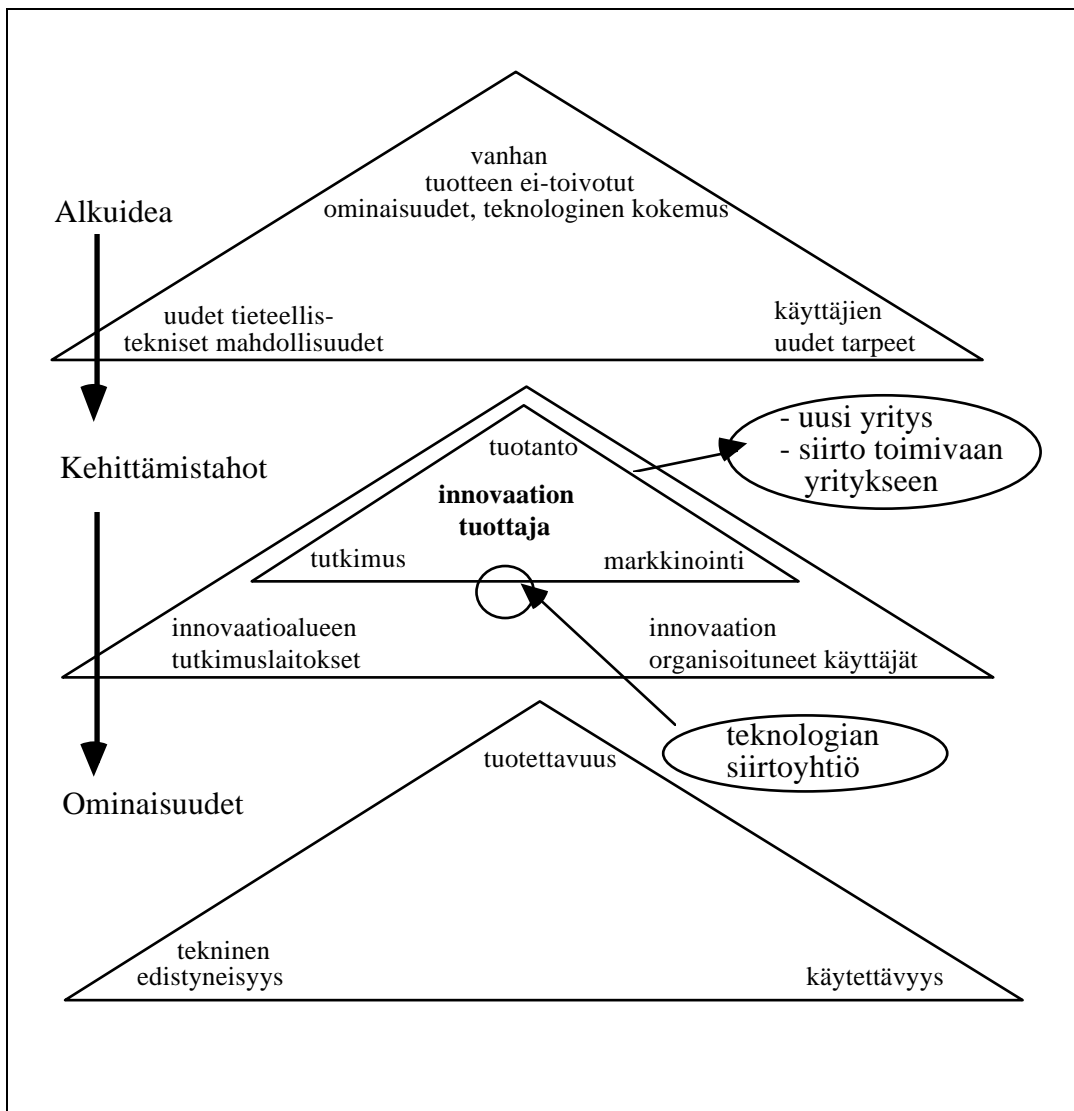 vanhan
tuotteen ei-toivotut
ominaisuudet, teknologinen kokemus
Alkuidea
uudet tieteellis-
tekniset mahdollisuudet
käyttäjien
uudet tarpeet
- uusi yritys
- siirto toimivaan
yritykseen
Kehittämistahot
tuotanto
innovaation
tuottaja
tutkimus
markkinointi
innovaatioalueen
tutkimuslaitokset
innovaation
organisoituneet käyttäjät
teknologian
siirtoyhtiö
tuotettavuus
Ominaisuudet
tekninen
edistyneisyys
käytettävyys